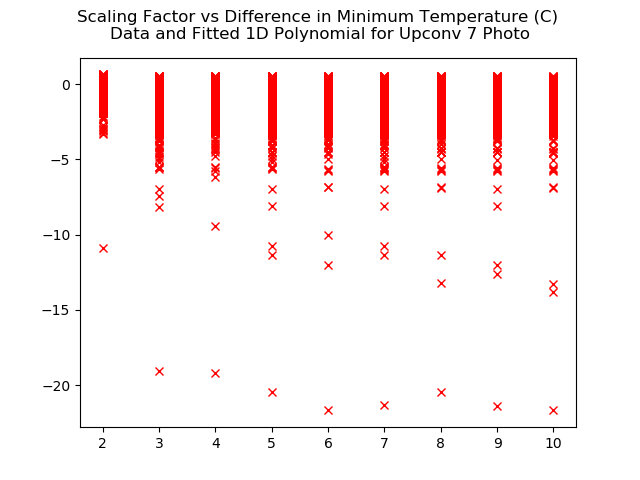 Scaling Factor vs Difference in Minimum Temperature (C)
Data and Fitted 1D Polynomial for Upconv 7 Photo
0
−5
−10
−15
−20
2 3 4 5 6 7 8 9 10